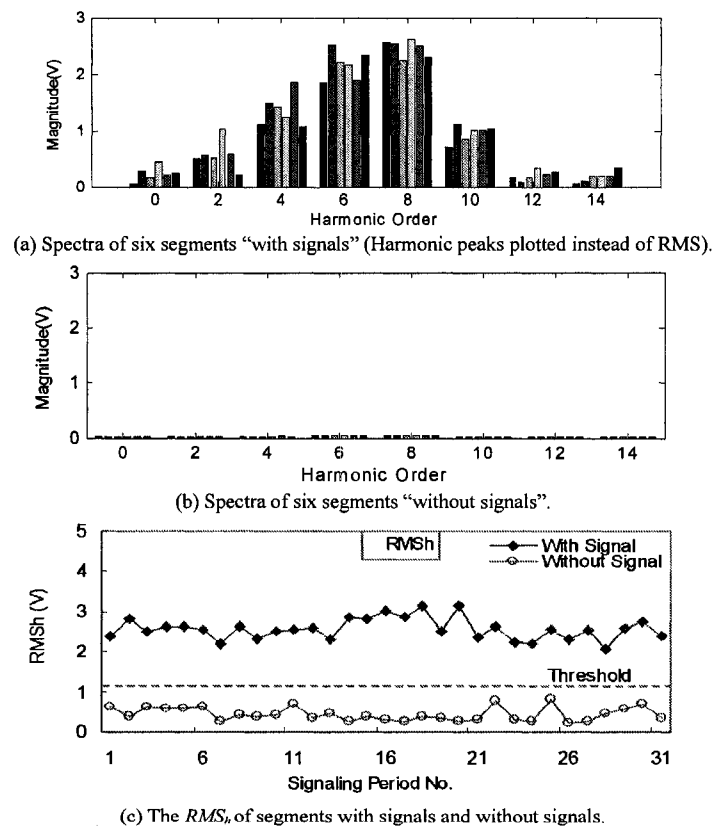 3
2
1
0
Magnitude(V)
0 2 4 6 8 10 12 14
Harmonic Order
(a) Spectra of six segments “with signals” (Harmonic peaks plotted instead of RMS).
3
2
1
0
Magnitude(V)
0 2 4 6 8 10 12 14
Harmonic Order
(b) Spectra of six segments “without signals”.
5
4
3
2
1
0
RMSh (V)
RMSh
With Signal
Without Signal
Threshold
1 6 11 16 21 26 31
Signaling Period No.
(c) The RMSₕ of segments with signals and without signals.